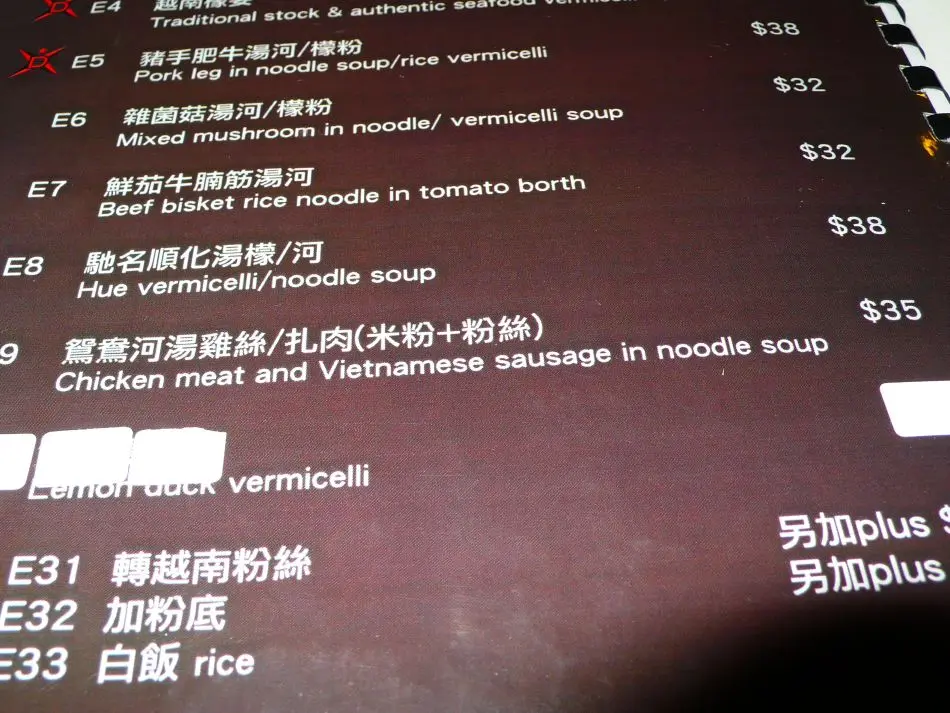 E4
Traditional stock & authentic seafood
E5 豬手肥牛湯河/檬粉 $38
Pork leg in noodle soup/rice vermicelli
E6 雜菌菇湯河/檬粉 $32
Mixed mushroom in noodle/ vermicelli soup
E7 鮮茄牛腩筋湯河 $32
Beef bisket rice noodle in tomato borth
E8 馳名順化湯檬/河 $38
Hue vermicelli/noodle soup
9 鴛鴦河湯雞絲/扎肉(米粉+粉絲) $35
Chicken meat and Vietnamese sausage in noodle soup
Lemon duck vermicelli
E31 轉越南粉絲 另加plus $
E32 加粉底 另加plus
E33 白飯 rice